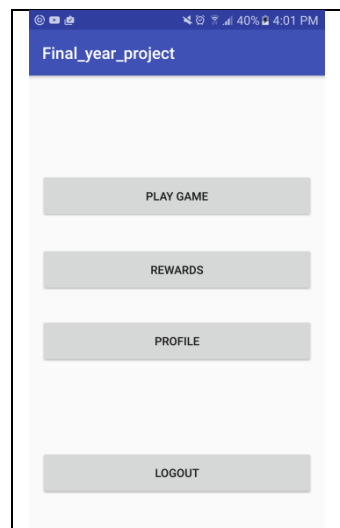 40% 4:01 PM
Final_year_project
PLAY GAME
REWARDS
PROFILE
LOGOUT